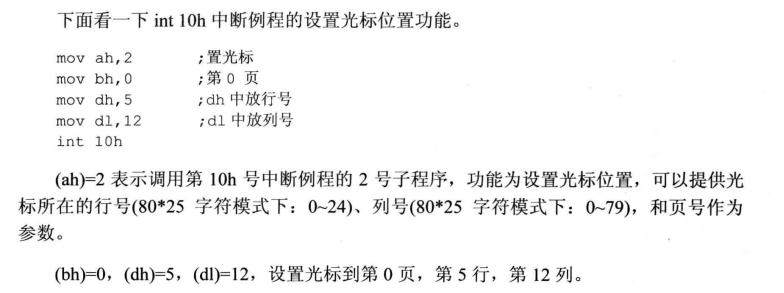 下面看一下 int 10h 中断例程的设置光标位置功能。
mov ah,2 ;置光标
mov bh,0 ;第 0 页
mov dh,5 ;dh 中放行号
mov dl,12 ;dl 中放列号
int 10h
(ah)=2 表示调用第 10h 号中断例程的 2 号子程序，功能为设置光标位置，可以提供光
标所在的行号(80*25 字符模式下：0~24)、列号(80*25 字符模式下：0~79)，和页号作为
参数。
(bh)=0，(dh)=5，(dl)=12，设置光标到第 0 页，第 5 行，第 12 列。